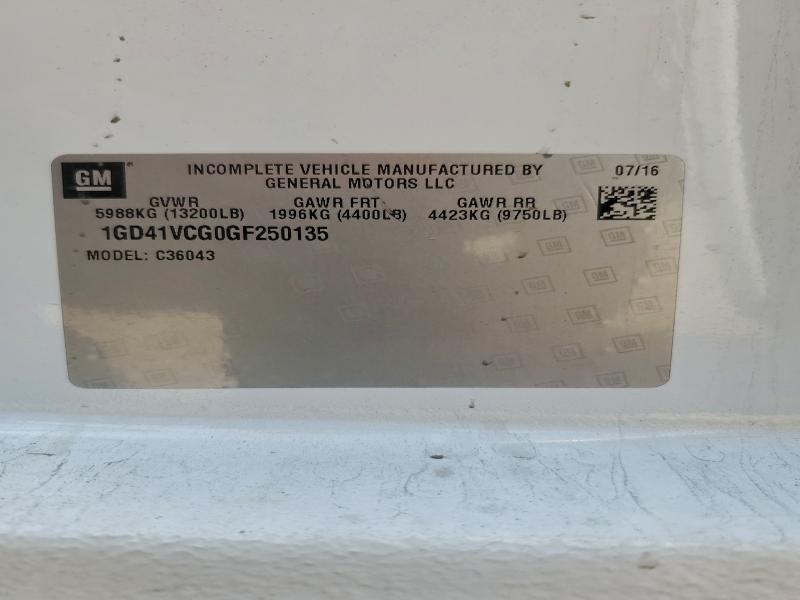 GM
INCOMPLETE VEHICLE MANUFACTURED BY
GENERAL MOTORS LLC
07/16
GVWR GAWR FRT GAWR RR
5988KG (13200LB) 1996KG (4400LB) 4423KG (9750LB)
1GD41VCG0GF250135
MODEL: C36043